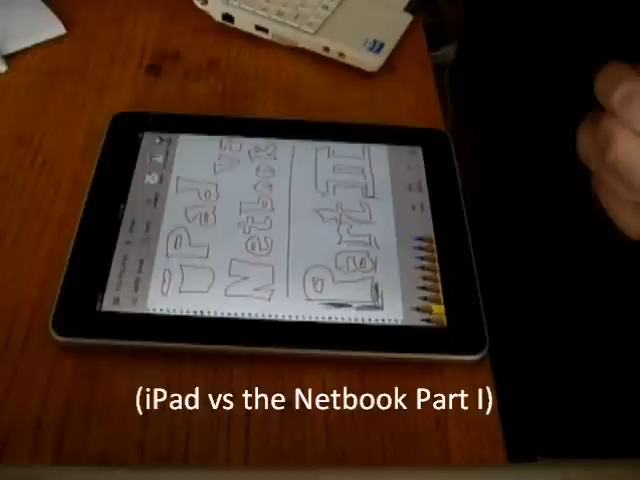 iPad vs
Netbook
Part III
(iPad vs the Netbook Part I)